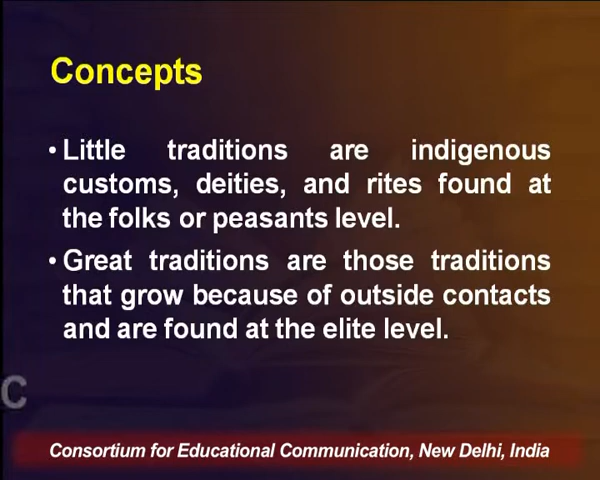 Concepts
• Little traditions are indigenous
customs, deities, and rites found at
the folks or peasants level.
• Great traditions are those traditions
that grow because of outside contacts
and are found at the elite level.
C
Consortium for Educational Communication, New Delhi, India